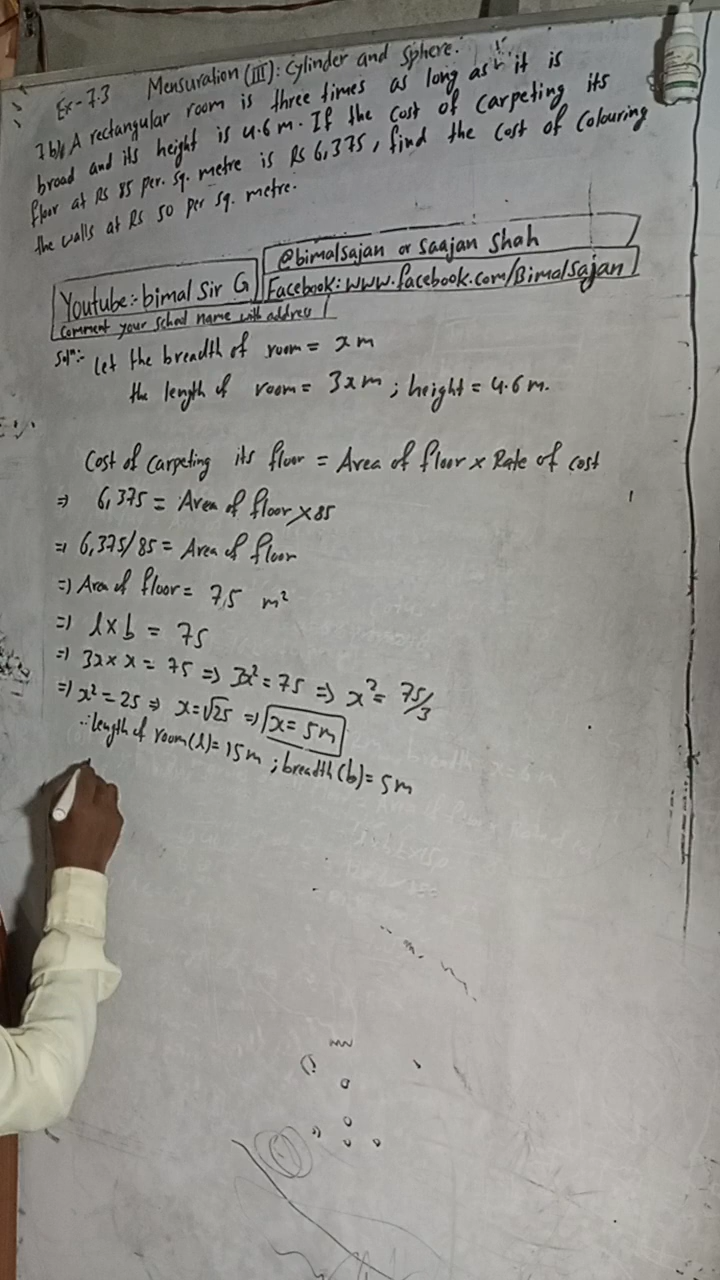 Ex-7.3 Mensuration (III): Cylinder and Sphere.
7 b) A rectangular room is three times as long as it is
broad and its height is 4.6 m. If the cost of carpeting its
floor at RS 85 per. sq. metre is RS 6,375, find the cost of colouring
the walls at RS 50 per sq. metre.
@bimalsajan or Saajan Shah
Youtube:- bimal Sir G
Facebook: www.facebook.com/Bimalsajan
Comment your school name with address
Solⁿ:- Let the breadth of room = x m
the length of room = 3x m ; height = 4.6 m.
Cost of Carpeting its floor = Area of floor x Rate of cost
⇒ 6,375 = Area of floor x 85
⇒ 6,375/85 = Area of floor
⇒ Area of floor = 75 m²
⇒ l x b = 75
⇒ 3x x x = 75 ⇒ 3x² = 75 ⇒ x² = 75/3
⇒ x² = 25 ⇒ x = √25 ⇒ x = 5m
∴ length of room (l) = 15m ; breadth (b) = 5m